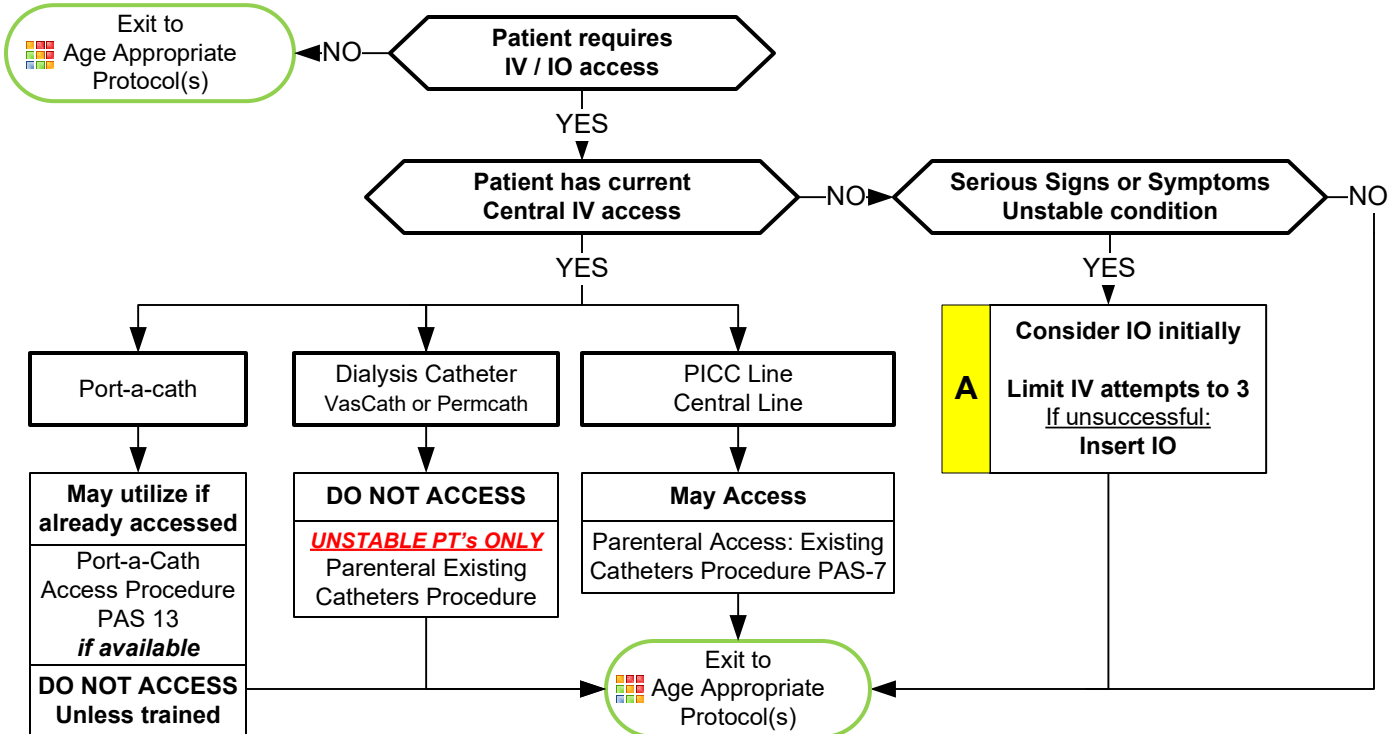 Exit to
Age Appropriate
Protocol(s)
NO
Patient requires
IV / IO access
YES
Patient has current
Central IV access
NO
Serious Signs or Symptoms
Unstable condition
NO
YES
YES
Port-a-cath
Dialysis Catheter
VasCath or Permcath
PICC Line
Central Line
A
Consider IO initially
Limit IV attempts to 3
If unsuccessful:
Insert IO
May utilize if
already accessed
Port-a-Cath
Access Procedure
PAS 13
if available
DO NOT ACCESS
Unless trained
DO NOT ACCESS
UNSTABLE PT's ONLY
Parenteral Existing
Catheters Procedure
May Access
Parenteral Access: Existing
Catheters Procedure PAS-7
Exit to
Age Appropriate
Protocol(s)